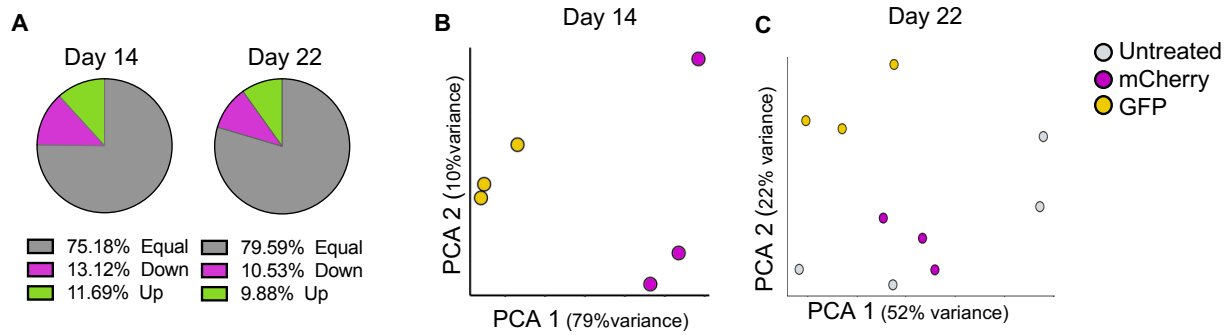 A
Day 14
Day 22
75.18% Equal
13.12% Down
11.69% Up
79.59% Equal
10.53% Down
9.88% Up
B
Day 14
PCA 2 (10%variance)
PCA 1 (79%variance)
C
Day 22
PCA 2 (22% variance)
PCA 1 (52% variance)
Untreated
mCherry
GFP